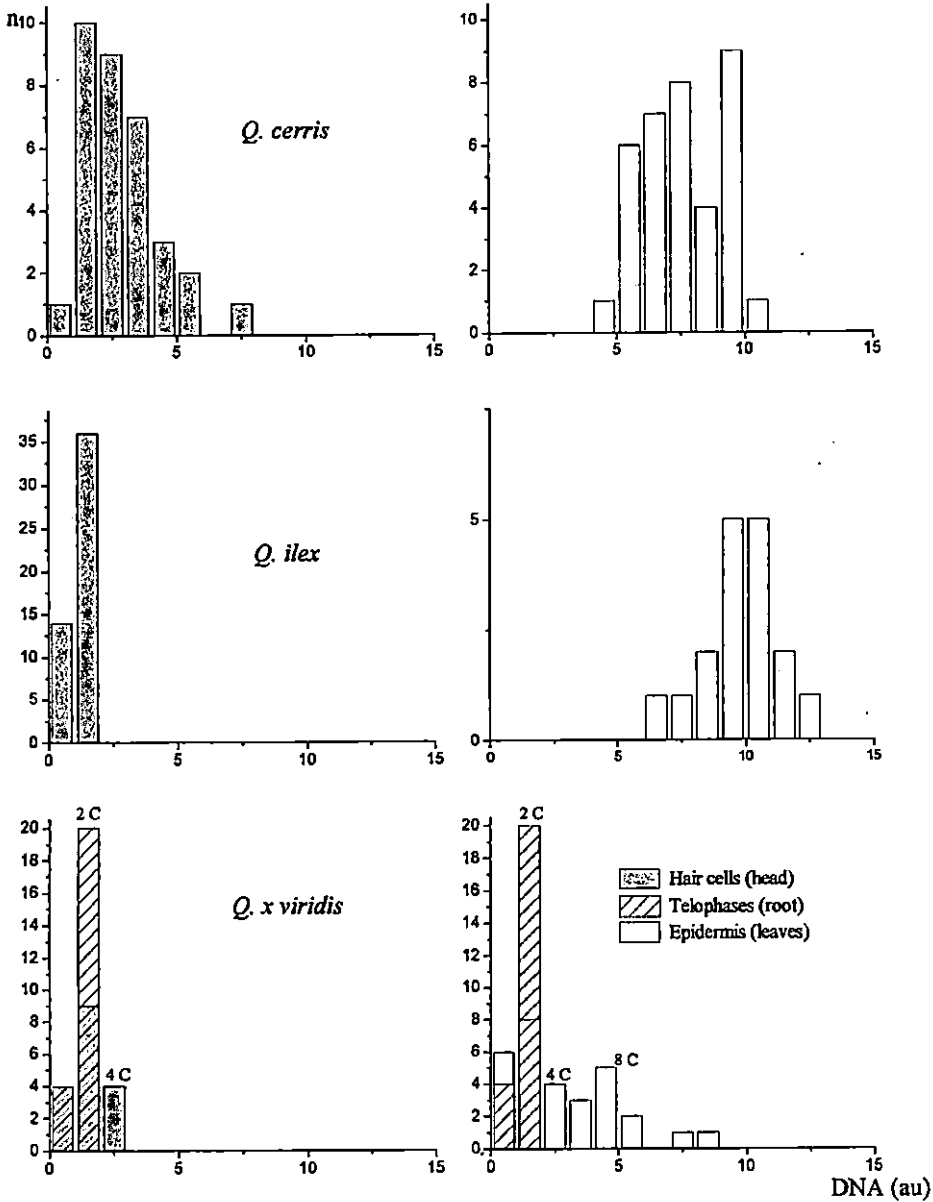 n
10
8
6
4
2
0
0 5 10 15
Q. cerris
10
8
6
4
2
0
0 5 10 15
35
30
25
20
15
10
5
0
0 5 10 15
Q. ilex
5
0
0 5 10 15
2 C
20
18
16
14
12
10
8
6
4
2
0
4 C
0 5 10 15
Q. x viridis
2 C
20
18
16
14
12
10
8
6
4
2
0
4 C
8 C
Hair cells (head)
Telophases (root)
Epidermis (leaves)
0 5 10 15
DNA (au)